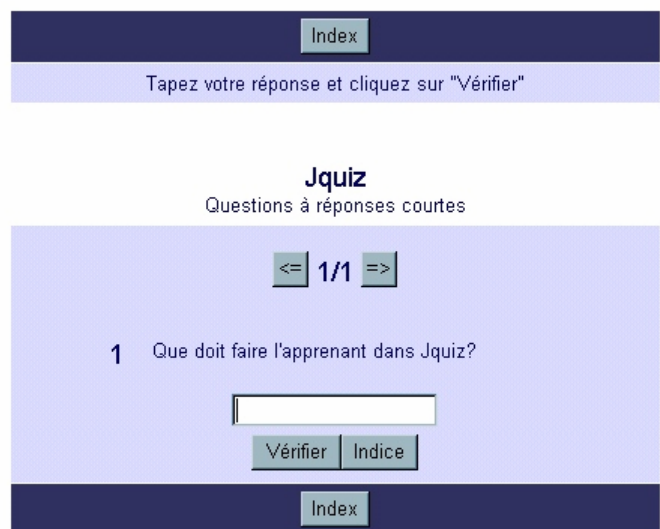 Index
Tapez votre réponse et cliquez sur "Vérifier"
Jquiz
Questions à réponses courtes
<= 1/1 =>
1 Que doit faire l'apprenant dans Jquiz?
Vérifier Indice
Index